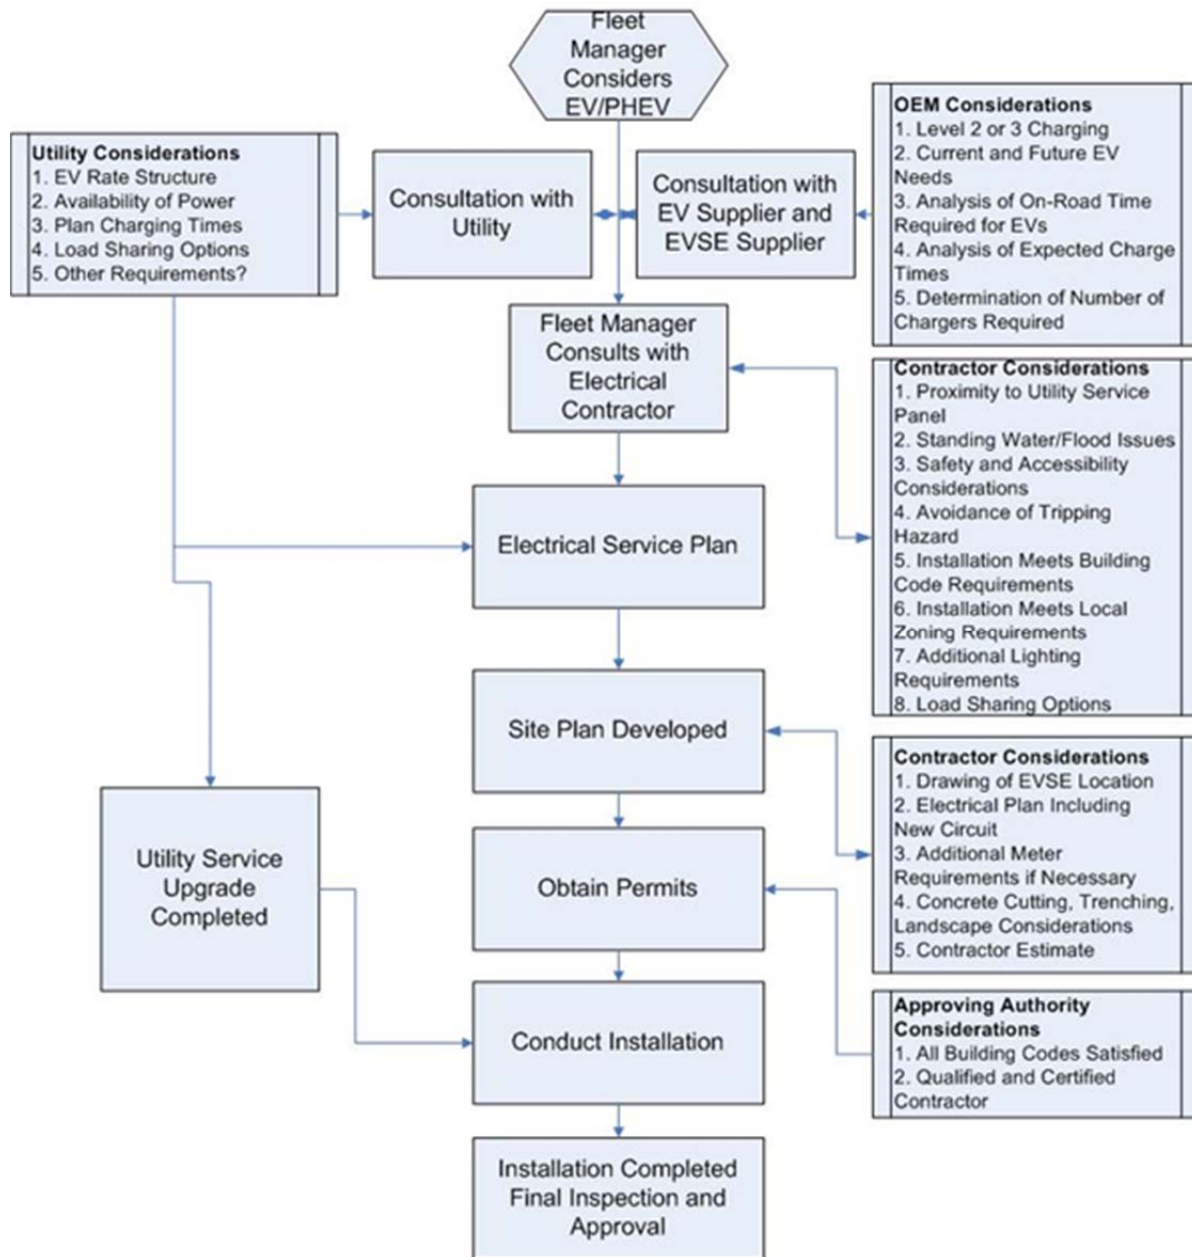 Fleet
Manager
Considers
EV/PHEV
Utility Considerations
1. EV Rate Structure
2. Availability of Power
3. Plan Charging Times
4. Load Sharing Options
5. Other Requirements?
Consultation with
Utility
Consultation with
EV Supplier and
EVSE Supplier
OEM Considerations
1. Level 2 or 3 Charging
2. Current and Future EV
Needs
3. Analysis of On-Road Time
Required for EVs
4. Analysis of Expected Charge
Times
5. Determination of Number of
Chargers Required
Fleet Manager
Consults with
Electrical
Contractor
Contractor Considerations
1. Proximity to Utility Service
Panel
2. Standing Water/Flood Issues
3. Safety and Accessibility
Considerations
4. Avoidance of Tripping
Hazard
5. Installation Meets Building
Code Requirements
6. Installation Meets Local
Zoning Requirements
7. Additional Lighting
Requirements
8. Load Sharing Options
Electrical Service Plan
Site Plan Developed
Contractor Considerations
1. Drawing of EVSE Location
2. Electrical Plan Including
New Circuit
3. Additional Meter
Requirements if Necessary
4. Concrete Cutting, Trenching,
Landscape Considerations
5. Contractor Estimate
Utility Service
Upgrade
Completed
Obtain Permits
Approving Authority
Considerations
1. All Building Codes Satisfied
2. Qualified and Certified
Contractor
Conduct Installation
Installation Completed
Final Inspection and
Approval